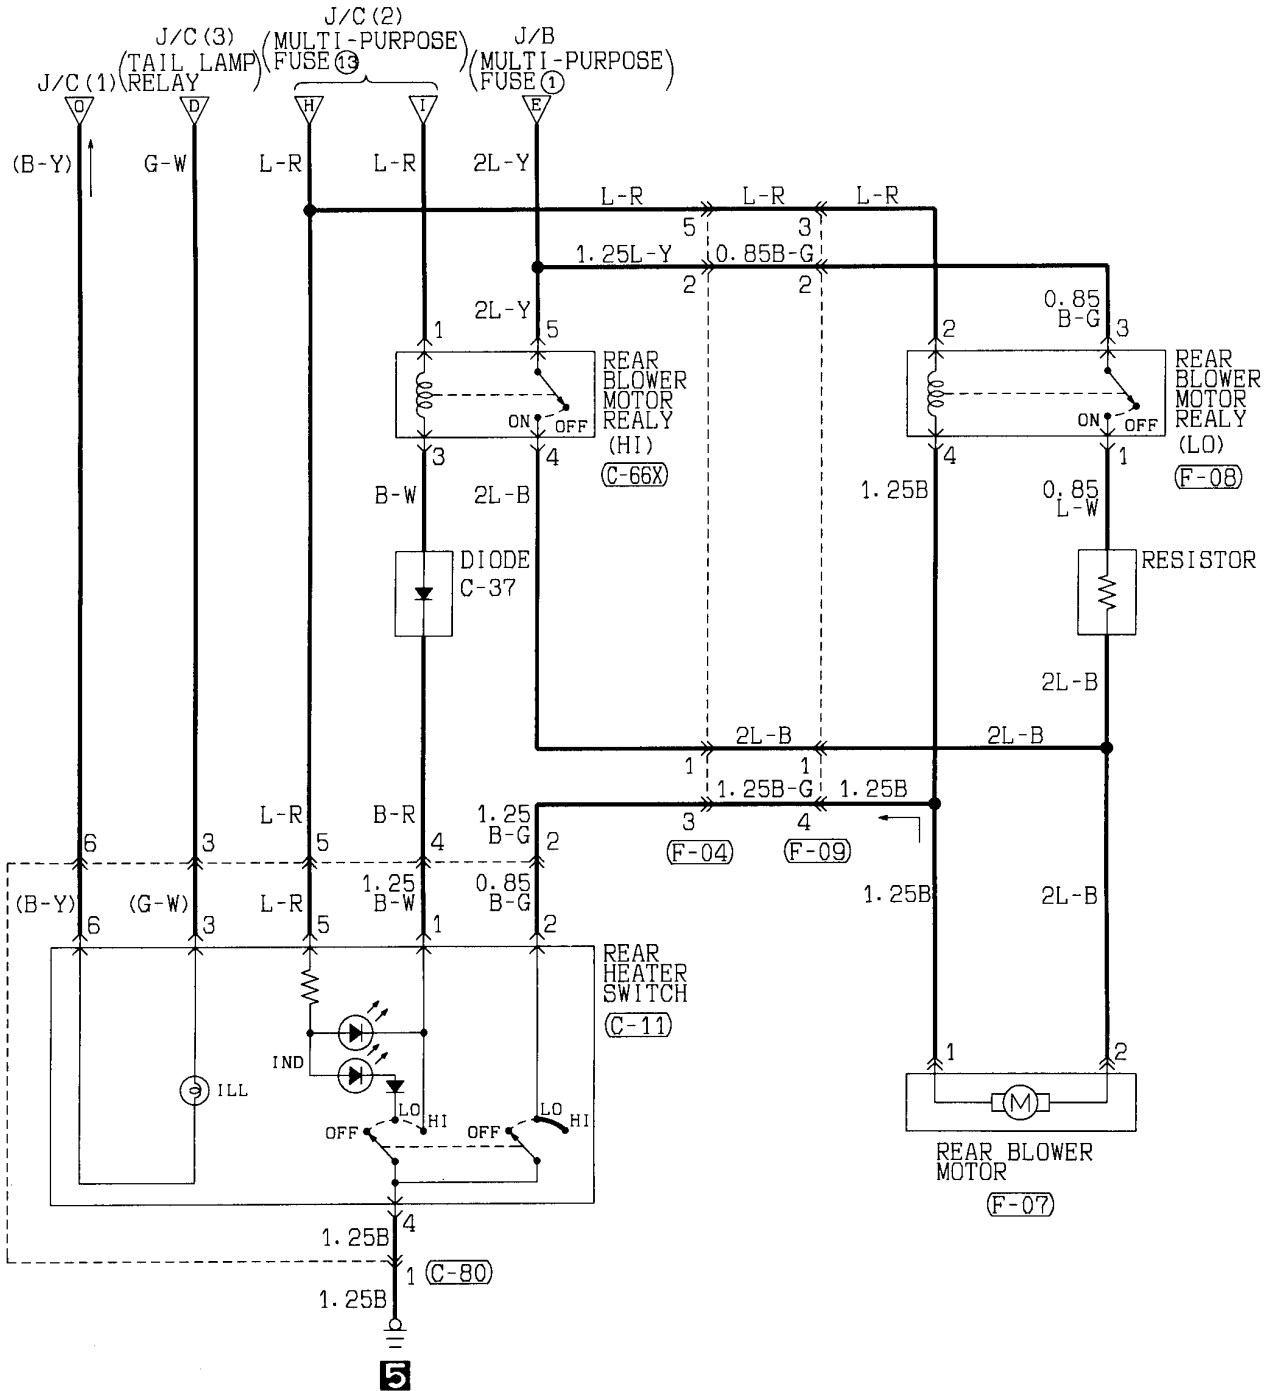 J/C(1)
J/C(3)
(TAIL LAMP
RELAY)
J/C(2)
(MULTI-PURPOSE
FUSE 13)
J/B
(MULTI-PURPOSE
FUSE 1)
O
D
H
I
E
(B-Y)
G-W
L-R
L-R
2L-Y
L-R
L-R
L-R
5
3
1.25L-Y
0.85B-G
2
2
2L-Y
0.85
B-G
1
5
2
3
REAR
BLOWER
MOTOR
REALY
(HI)
C-66X
ON
OFF
REAR
BLOWER
MOTOR
REALY
(LO)
F-08
ON
OFF
3
4
4
1
B-W
2L-B
1.25B
0.85
L-W
DIODE
C-37
RESISTOR
2L-B
2L-B
2L-B
1
1
1.25B-G
1.25B
3
4
F-04
F-09
L-R
B-R
1.25
B-G
6
3
5
4
2
1.25B
2L-B
(B-Y)
(G-W)
L-R
1.25
B-W
0.85
B-G
6
3
5
1
2
REAR
HEATER
SWITCH
C-11
IND
ILL
LO
HI
OFF
LO
HI
OFF
1
2
M
REAR BLOWER
MOTOR
F-07
4
1.25B
1
C-80
1.25B
5